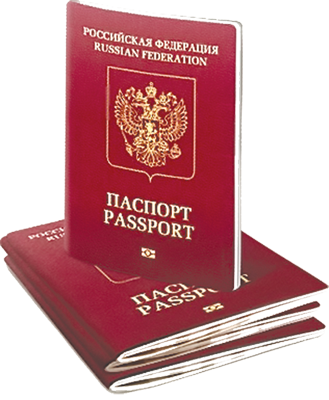 РОССИЙСКАЯ ФЕДЕРАЦИЯ
RUSSIAN FEDERATION
ПАСПОРТ
PASSPORT